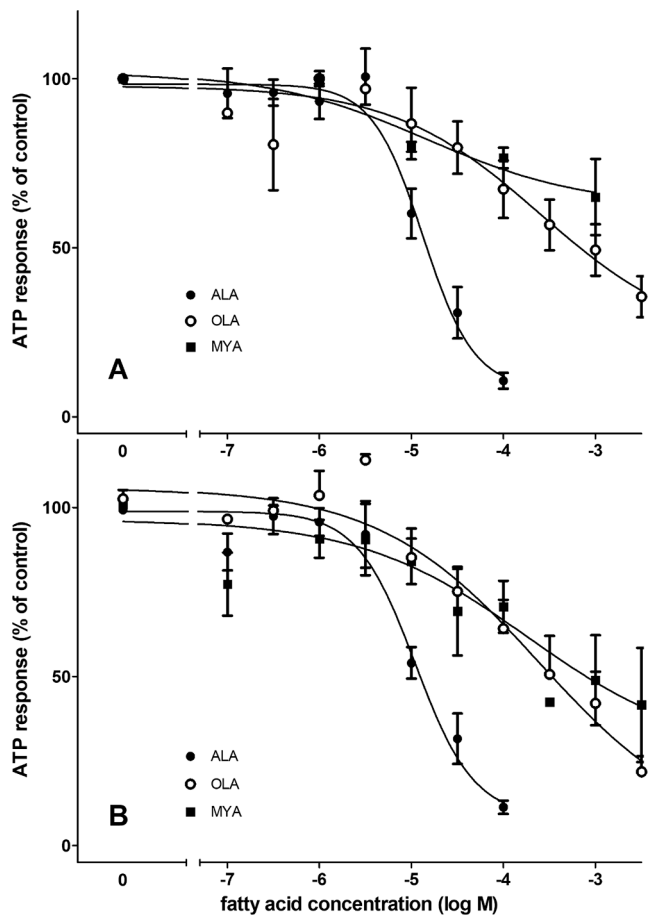 ATP response (% of control)
100
50
0
ALA
OLA
MYA
A
0 -7 -6 -5 -4 -3
ATP response (% of control)
100
50
0
ALA
OLA
MYA
B
0 -7 -6 -5 -4 -3
fatty acid concentration (log M)